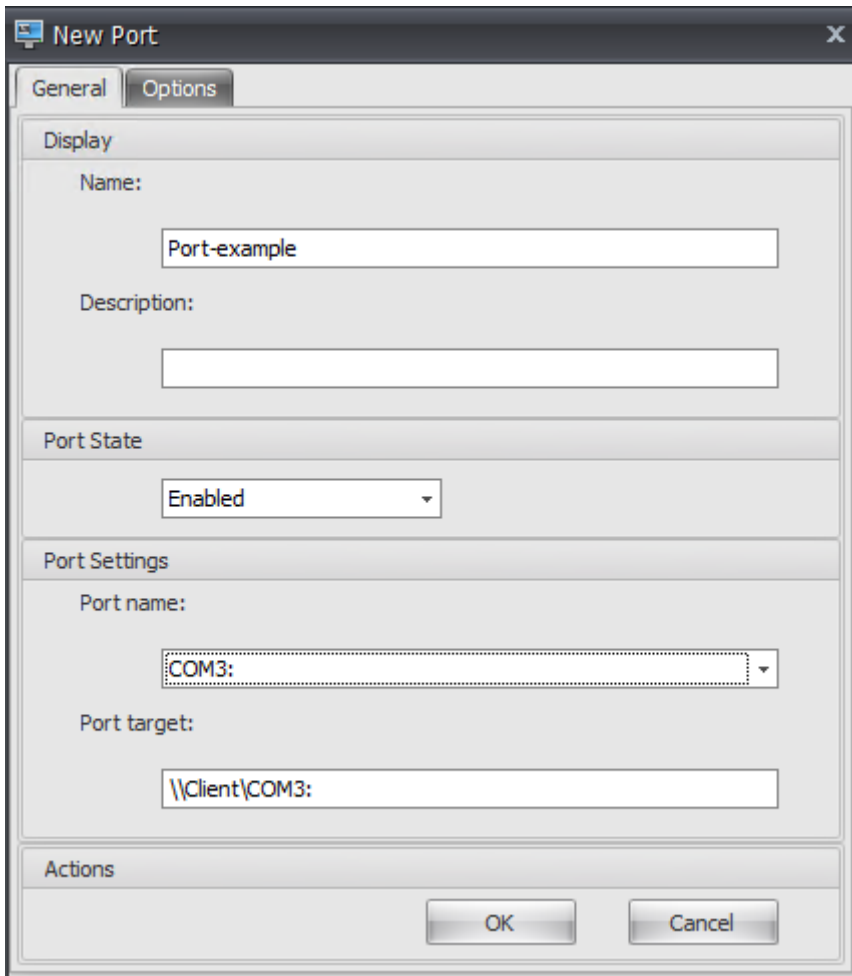 New Port
General
Options
Display
Name:
Port-example
Description:
Port State
Enabled
Port Settings
Port name:
COM3:
Port target:
\\Client\COM3:
Actions
OK
Cancel